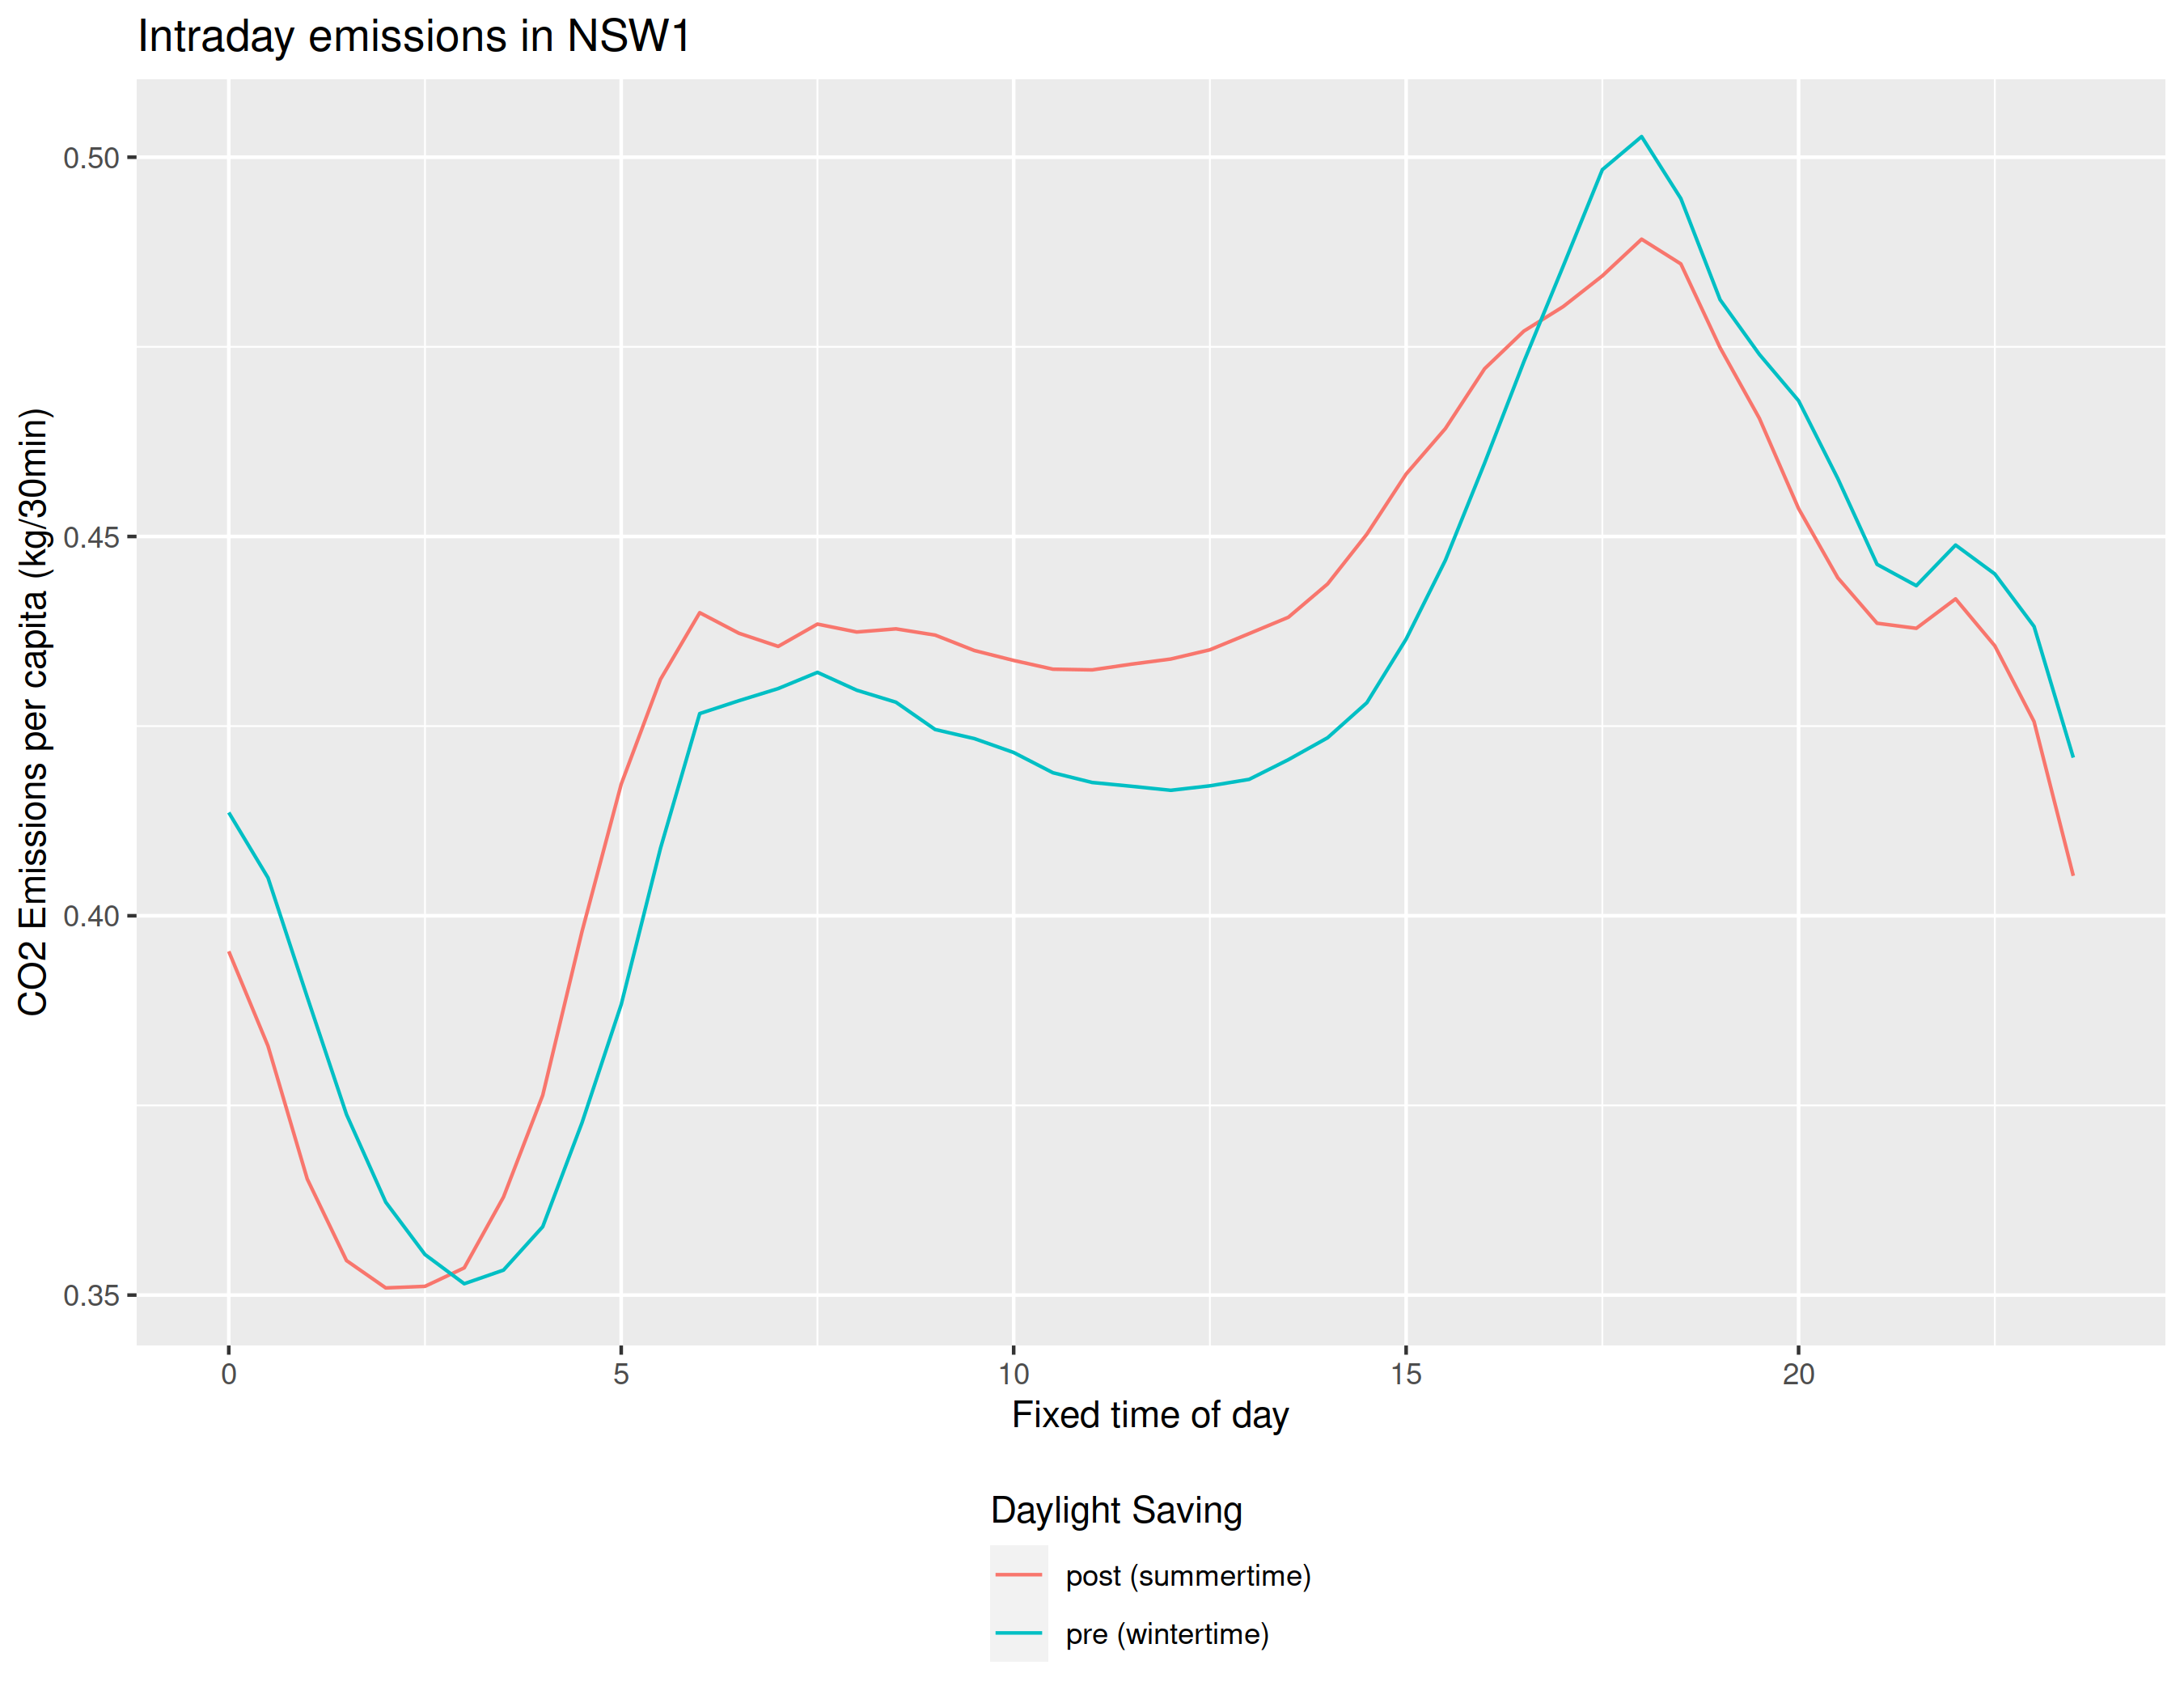 Intraday emissions in NSW1
CO2 Emissions per capita (kg/30min)
0.50
0.45
0.40
0.35
0 5 10 15 20
Fixed time of day
Daylight Saving
post (summertime)
pre (wintertime)